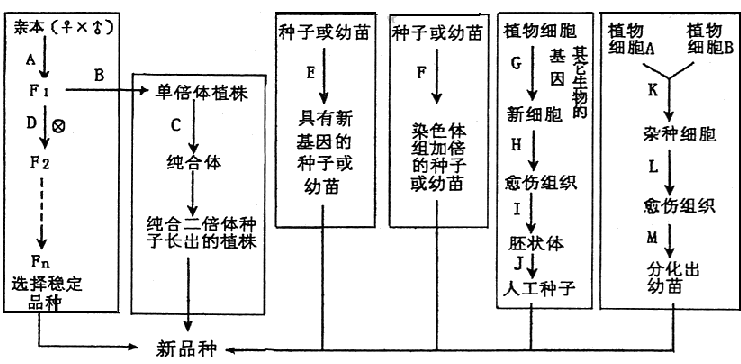 亲本(♀×♂)
A
F1
D ⊗
F2
Fn
选择稳定
品种
B
单倍体植株
C
纯合体
纯合二倍体种
子长出的植株
新品种
种子或幼苗
E
具有新
基因的
种子或
幼苗
种子或幼苗
F
染色体
组加倍
的种子
或幼苗
植物细胞
G
基因
其它生物的
新细胞
H
愈伤组织
I
胚状体
J
人工种子
植物
细胞A
植物
细胞B
K
杂种细胞
L
愈伤组织
M
分化出
幼苗